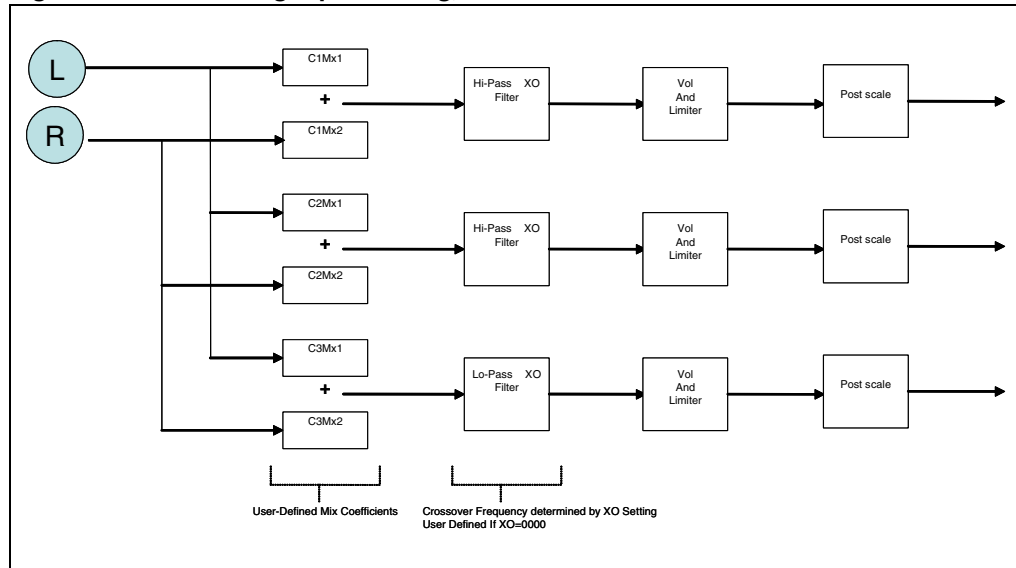 L
C1Mx1
+
Hi-Pass XO
Filter
Vol
And
Limiter
Post scale
R
C1Mx2
C2Mx1
+
Hi-Pass XO
Filter
Vol
And
Limiter
Post scale
C2Mx2
C3Mx1
+
Lo-Pass XO
Filter
Vol
And
Limiter
Post scale
C3Mx2
User-Defined Mix Coefficients
Crossover Frequency determined by XO Setting
User Defined If XO=0000